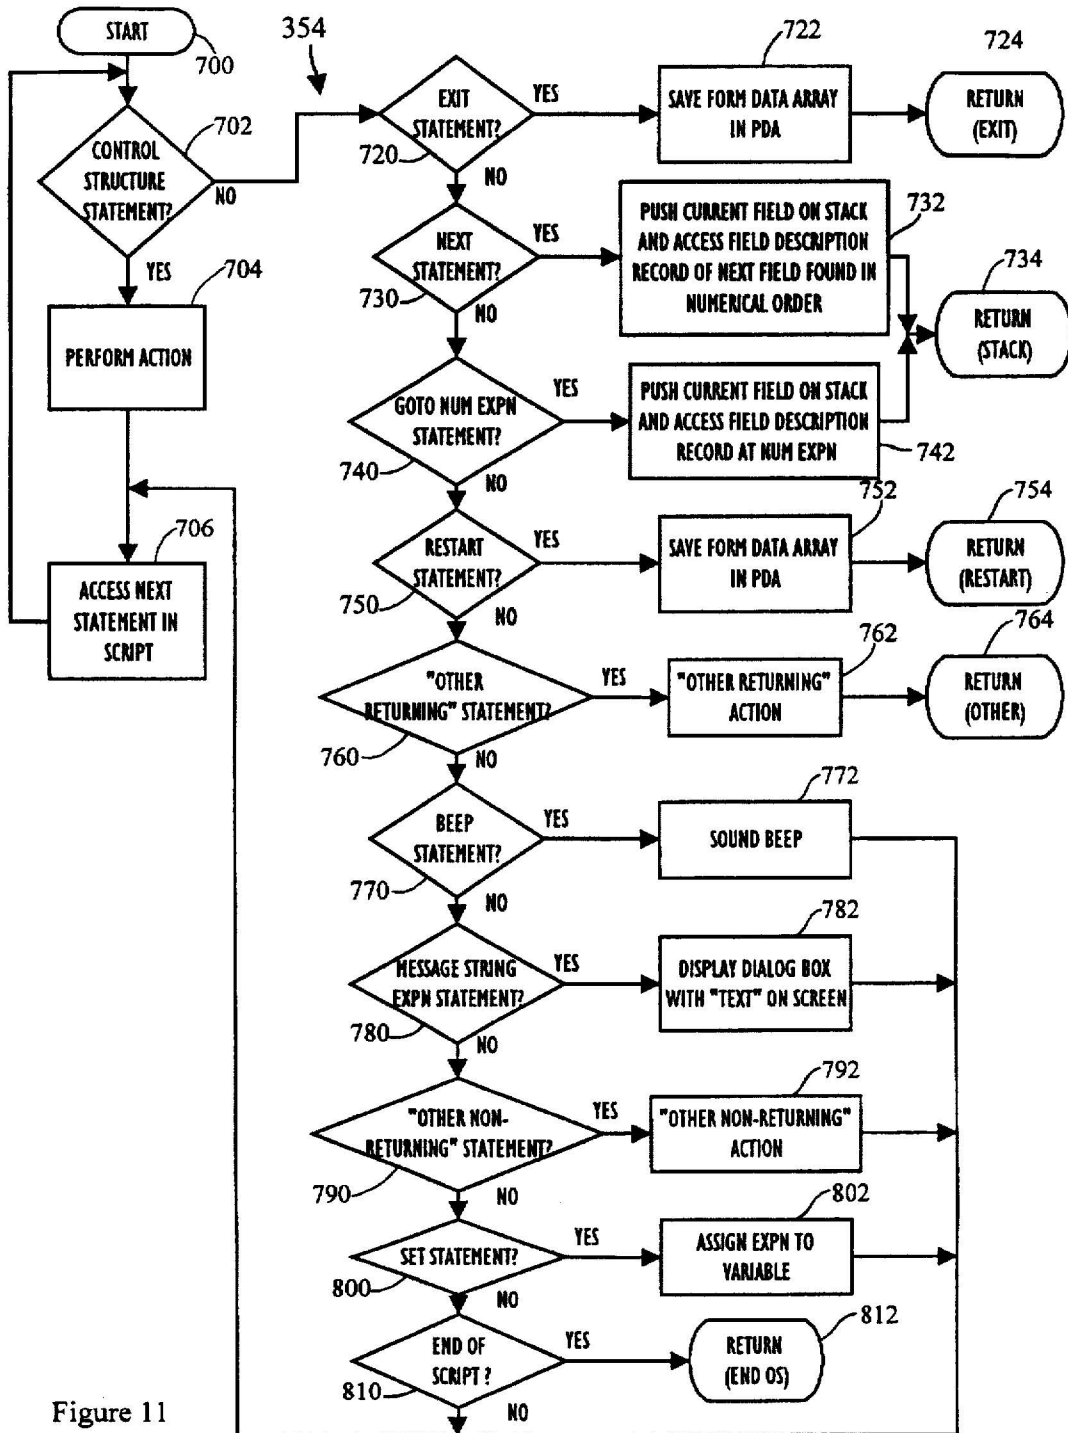 START
700
354
722
724
EXIT
STATEMENT?
720
YES
SAVE FORM DATA ARRAY
IN PDA
RETURN
(EXIT)
702
CONTROL
STRUCTURE
STATEMENT?
NO
NO
YES
704
PERFORM ACTION
706
ACCESS NEXT
STATEMENT IN
SCRIPT
NEXT
STATEMENT?
730
YES
NO
PUSH CURRENT FIELD ON STACK
AND ACCESS FIELD DESCRIPTION
RECORD OF NEXT FIELD FOUND IN
NUMERICAL ORDER
732
734
RETURN
(STACK)
GOTO NUM EXPN
STATEMENT?
740
YES
NO
PUSH CURRENT FIELD ON STACK
AND ACCESS FIELD DESCRIPTION
RECORD AT NUM EXPN
742
752
754
RESTART
STATEMENT?
750
YES
NO
SAVE FORM DATA ARRAY
IN PDA
RETURN
(RESTART)
762
764
"OTHER
RETURNING" STATEMENT?
760
YES
NO
"OTHER RETURNING"
ACTION
RETURN
(OTHER)
772
BEEP
STATEMENT?
770
YES
NO
SOUND BEEP
782
MESSAGE STRING
EXPN STATEMENT?
780
YES
NO
DISPLAY DIALOG BOX
WITH "TEXT" ON SCREEN
792
"OTHER NON-
RETURNING" STATEMENT?
790
YES
NO
"OTHER NON-RETURNING"
ACTION
802
SET STATEMENT?
800
YES
NO
ASSIGN EXPN TO
VARIABLE
812
END OF
SCRIPT ?
810
YES
NO
RETURN
(END OS)
Figure 11